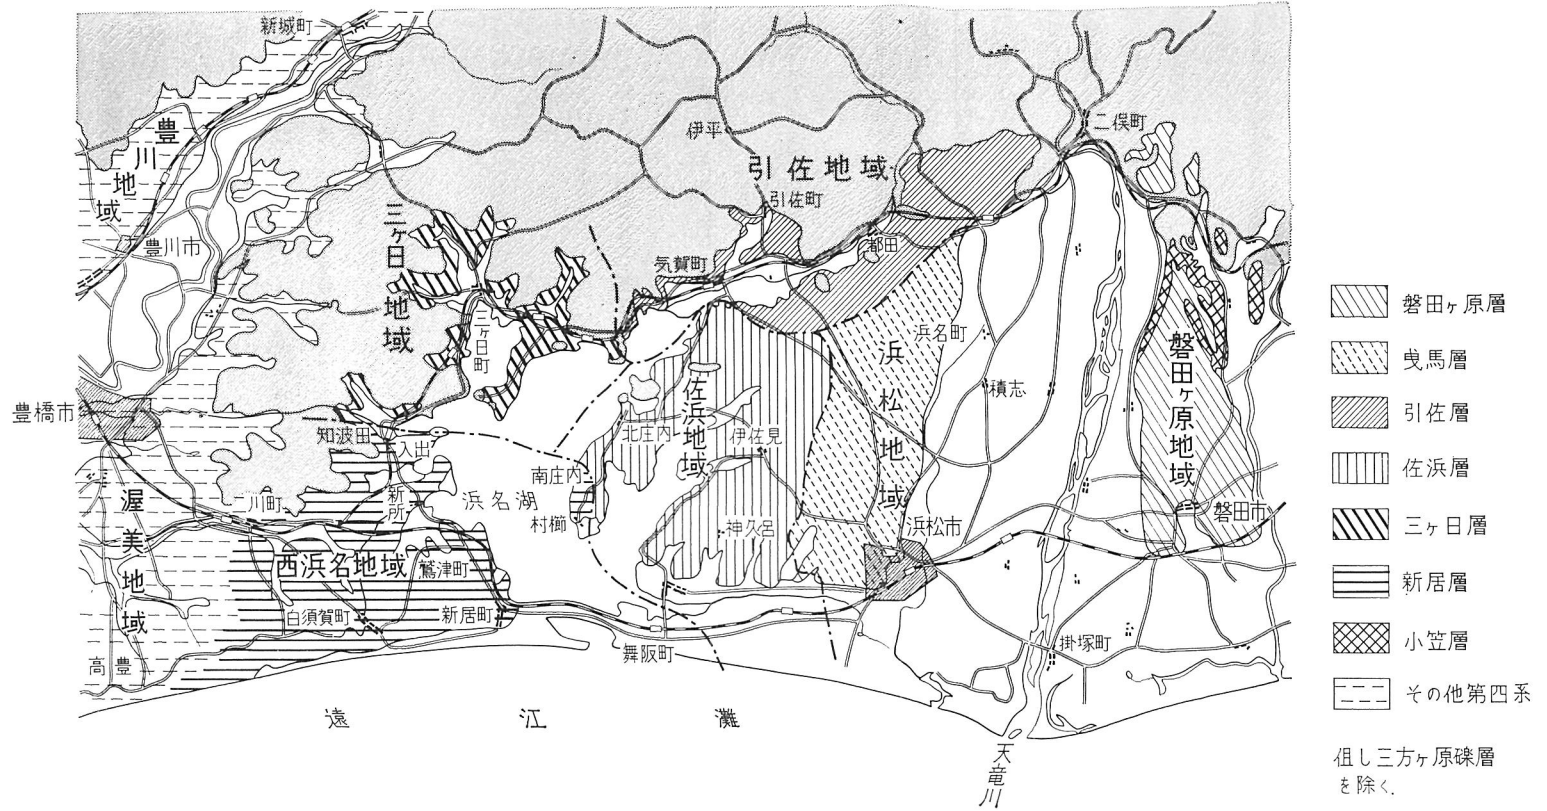 新城町
豊川地域
豊川市
伊平
引佐地域
引佐町
二俣町
三ヶ日地域
気賀町
都田
三ヶ日町
浜名町
浜松地域
積志
磐田ヶ原地域
豊橋市
知波田
入出
北庄内
佐浜地域
伊佐見
南庄内
浜名湖
村櫛
二川町
新所
渥美地域
西浜名地域
鷲津町
神久呂
浜松市
磐田市
白須賀町
新居町
舞阪町
掛塚町
高豊
遠江灘
天竜川
磐田ヶ原層
曳馬層
引佐層
佐浜層
三ヶ日層
新居層
小笠層
その他第四系
但し三方ヶ原礫層
を除く.